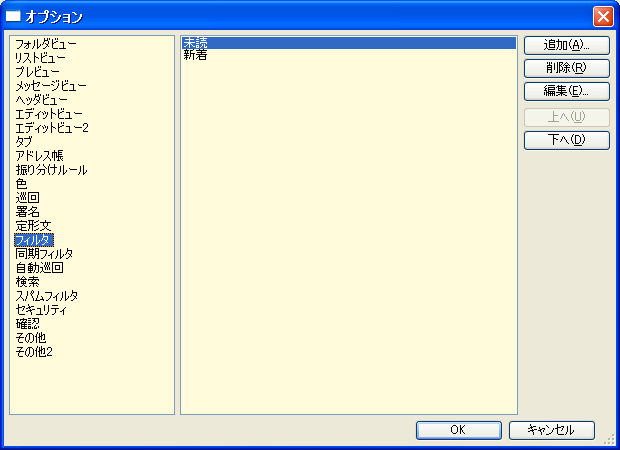 オプション
フォルダビュー
リストビュー
プレビュー
メッセージビュー
ヘッダビュー
エディットビュー
エディットビュー2
タブ
アドレス帳
振り分けルール
色
巡回
署名
定形文
フィルタ
同期フィルタ
自動巡回
検索
スパムフィルタ
セキュリティ
確認
その他
その他2
未読
新着
追加(A)...
削除(R)
編集(E)...
上へ(U)
下へ(D)
OK
キャンセル